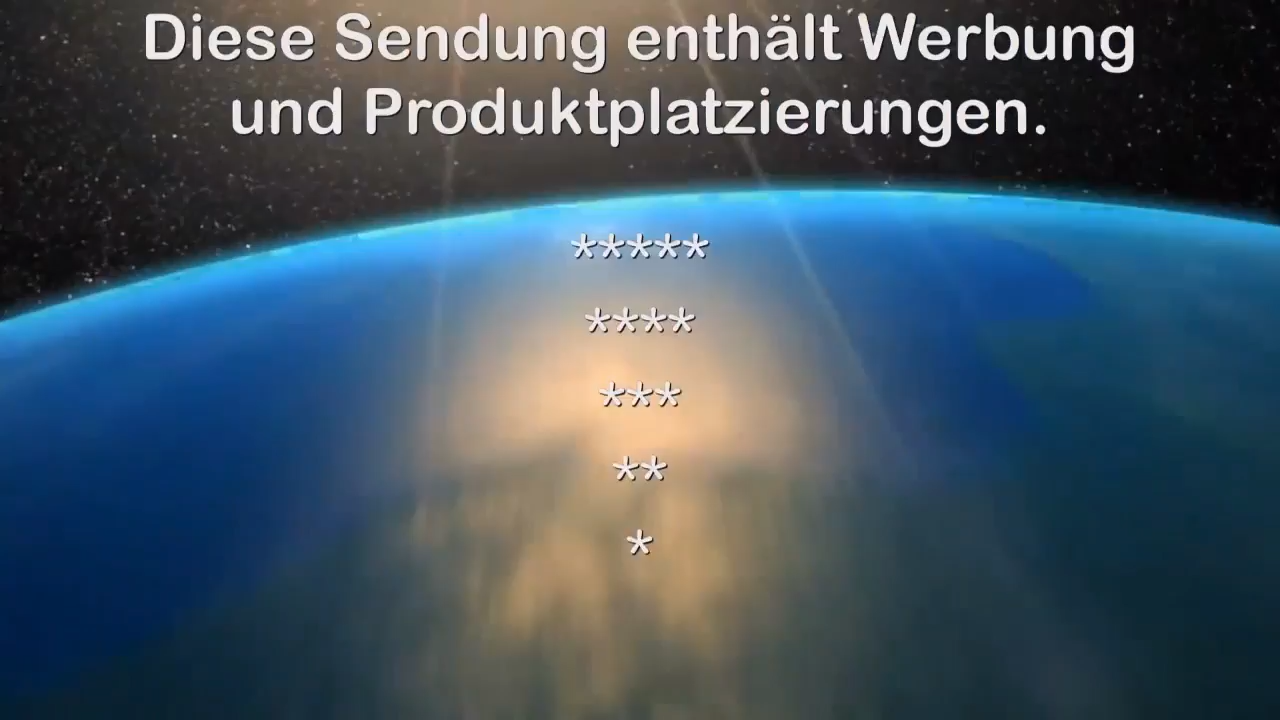 Diese Sendung enthält Werbung
und Produktplatzierungen.
*****
****
***
**
*